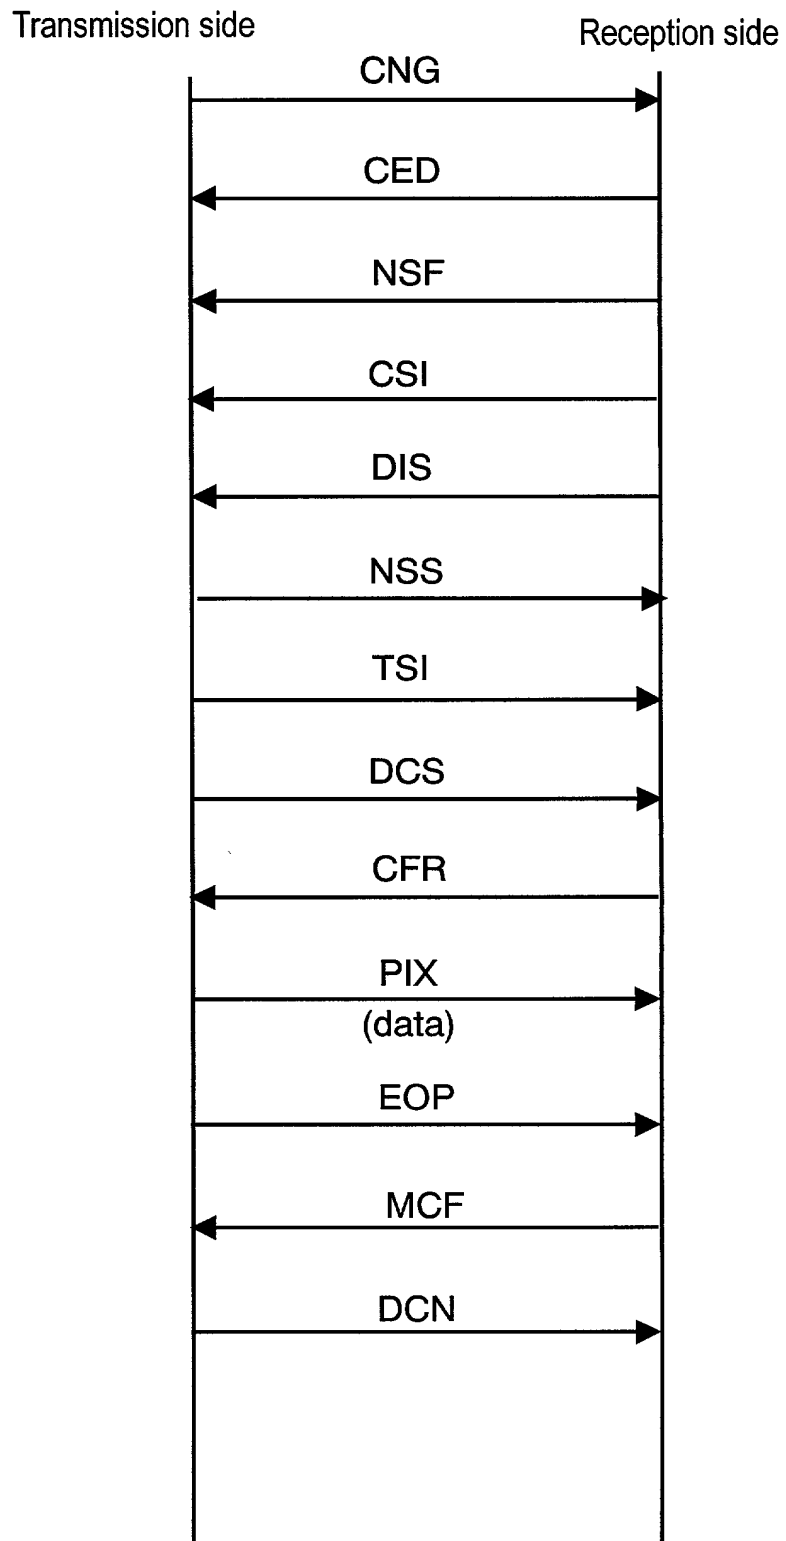 Transmission side
Reception side
CNG
CED
NSF
CSI
DIS
NSS
TSI
DCS
CFR
PIX
(data)
EOP
MCF
DCN